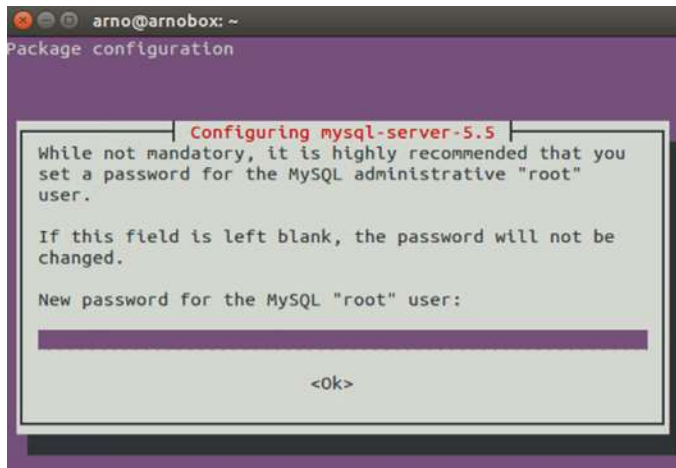 arno@arnobox: ~
Package configuration
Configuring mysql-server-5.5
While not mandatory, it is highly recommended that you
set a password for the MySQL administrative "root"
user.
If this field is left blank, the password will not be
changed.
New password for the MySQL "root" user:
<Ok>